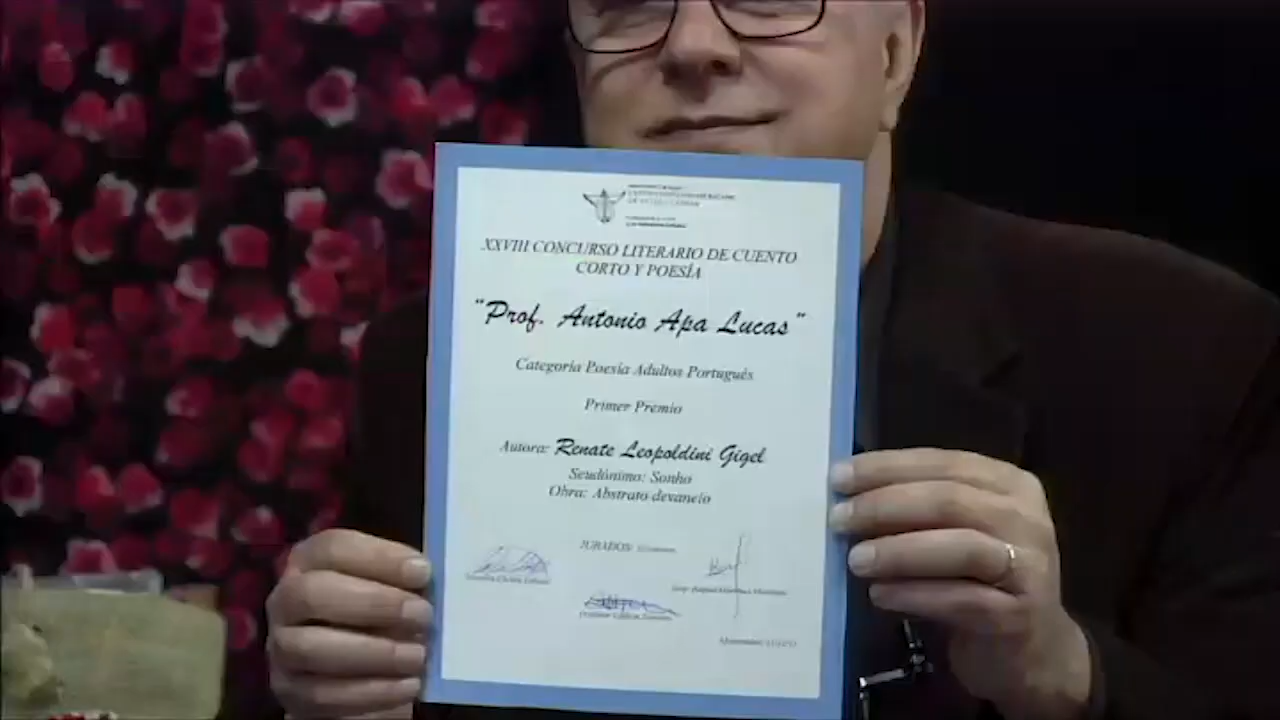 XXVIII CONCURSO LITERARIO DE CUENTO
CORTO Y POESÍA
"Prof. Antonio Apa Lucas"
Categoría Poesía Adultos Portugués
Primer Premio
Autora: Renate Leopoldini Gigel
Seudónimo: Sonho
Obra: Abstrato devaneio
JURADOS: